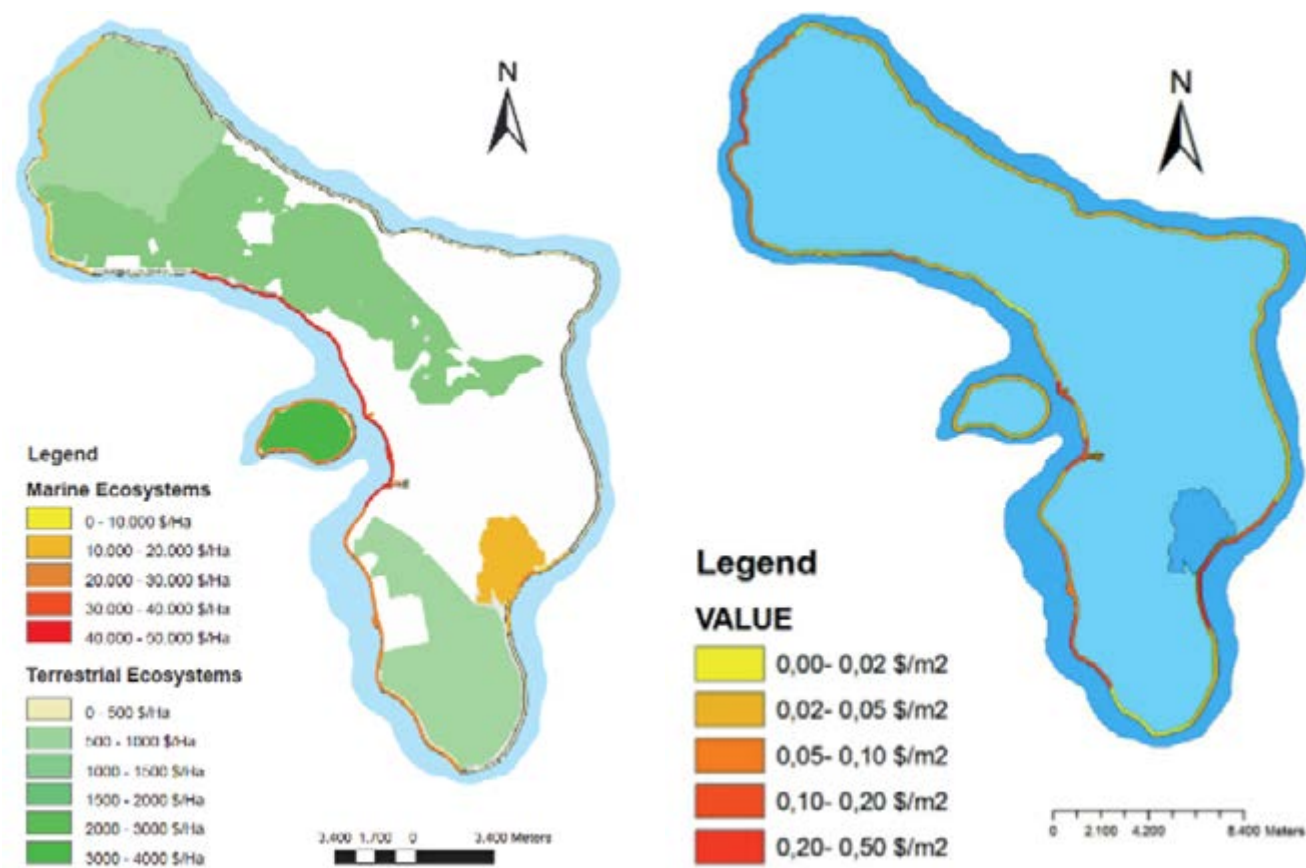 N
Legend
Marine Ecosystems
0 - 10.000 $/Ha
10.000 - 20.000 $/Ha
20.000 - 30.000 $/Ha
30.000 - 40.000 $/Ha
40.000 - 50.000 $/Ha
Terrestrial Ecosystems
0 - 500 $/Ha
500 - 1000 $/Ha
1000 - 1500 $/Ha
1500 - 2000 $/Ha
2000 - 3000 $/Ha
3000 - 4000 $/Ha
3.400 1.700 0 3.400 Meters
N
Legend
VALUE
0,00- 0,02 $/m2
0,02- 0,05 $/m2
0,05- 0,10 $/m2
0,10- 0,20 $/m2
0,20- 0,50 $/m2
0 2.100 4.200 8.400 Meters